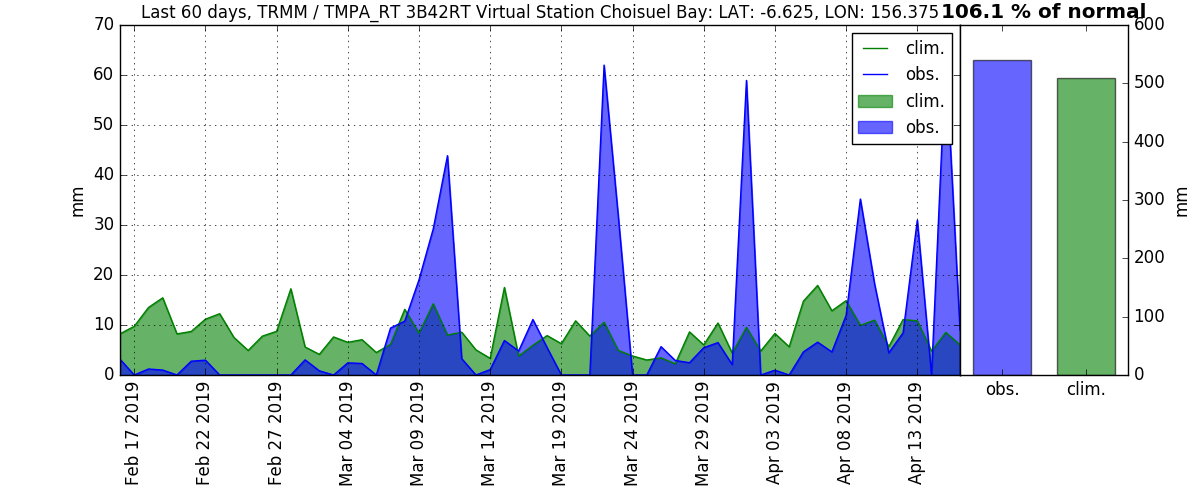 Last 60 days, TRMM / TMPA_RT 3B42RT Virtual Station Choisuel Bay: LAT: -6.625, LON: 156.375 106.1 % of normal
70
60
50
40
30
20
10
0
mm
clim.
obs.
clim.
obs.
Feb 17 2019
Feb 22 2019
Feb 27 2019
Mar 04 2019
Mar 09 2019
Mar 14 2019
Mar 19 2019
Mar 24 2019
Mar 29 2019
Apr 03 2019
Apr 08 2019
Apr 13 2019
600
500
400
300
200
100
0
mm
obs. clim.